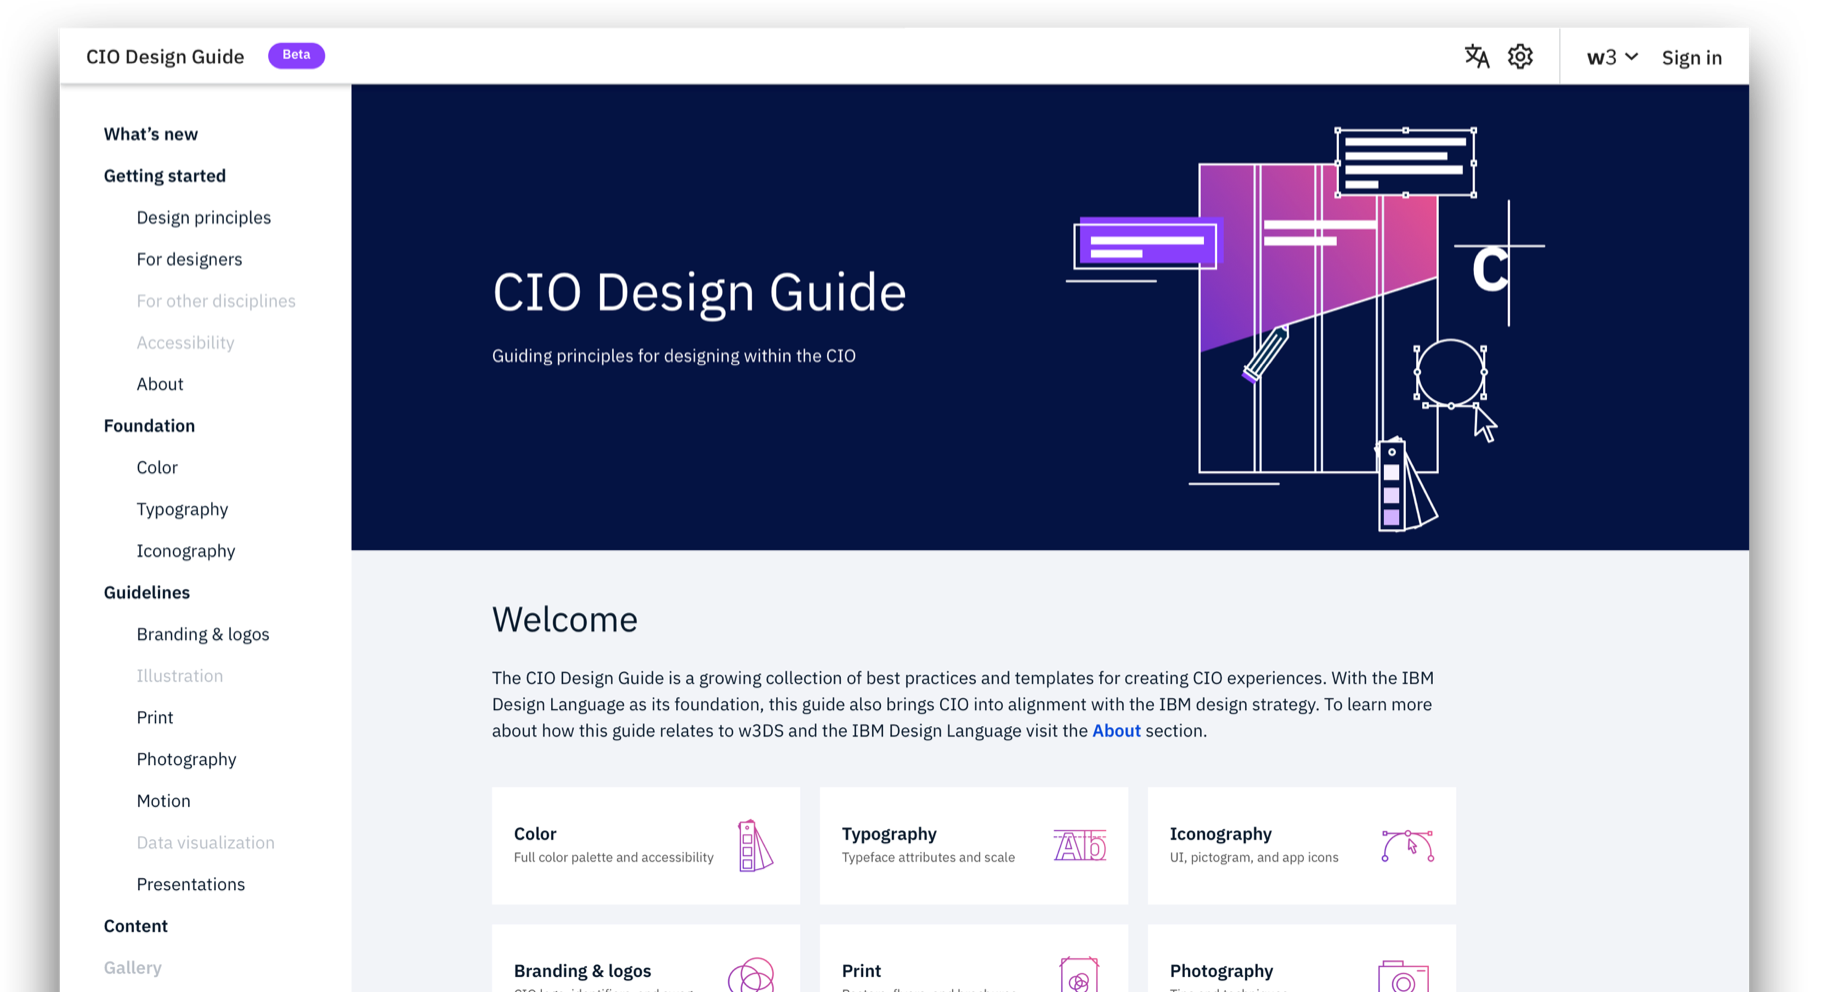 CIO Design Guide Beta w3 Sign in
What's new
Getting started
Design principles
For designers
For other disciplines
Accessibility
About
Foundation
Color
Typography
Iconography
Guidelines
Branding & logos
Illustration
Print
Photography
Motion
Data visualization
Presentations
Content
Gallery
CIO Design Guide
Guiding principles for designing within the CIO
C
Welcome
The CIO Design Guide is a growing collection of best practices and templates for creating CIO experiences. With the IBM
Design Language as its foundation, this guide also brings CIO into alignment with the IBM design strategy. To learn more
about how this guide relates to w3DS and the IBM Design Language visit the About section.
Color
Full color palette and accessibility
Typography
Typeface attributes and scale
Ab
Iconography
UI, pictogram, and app icons
Branding & logos
Print
Photography